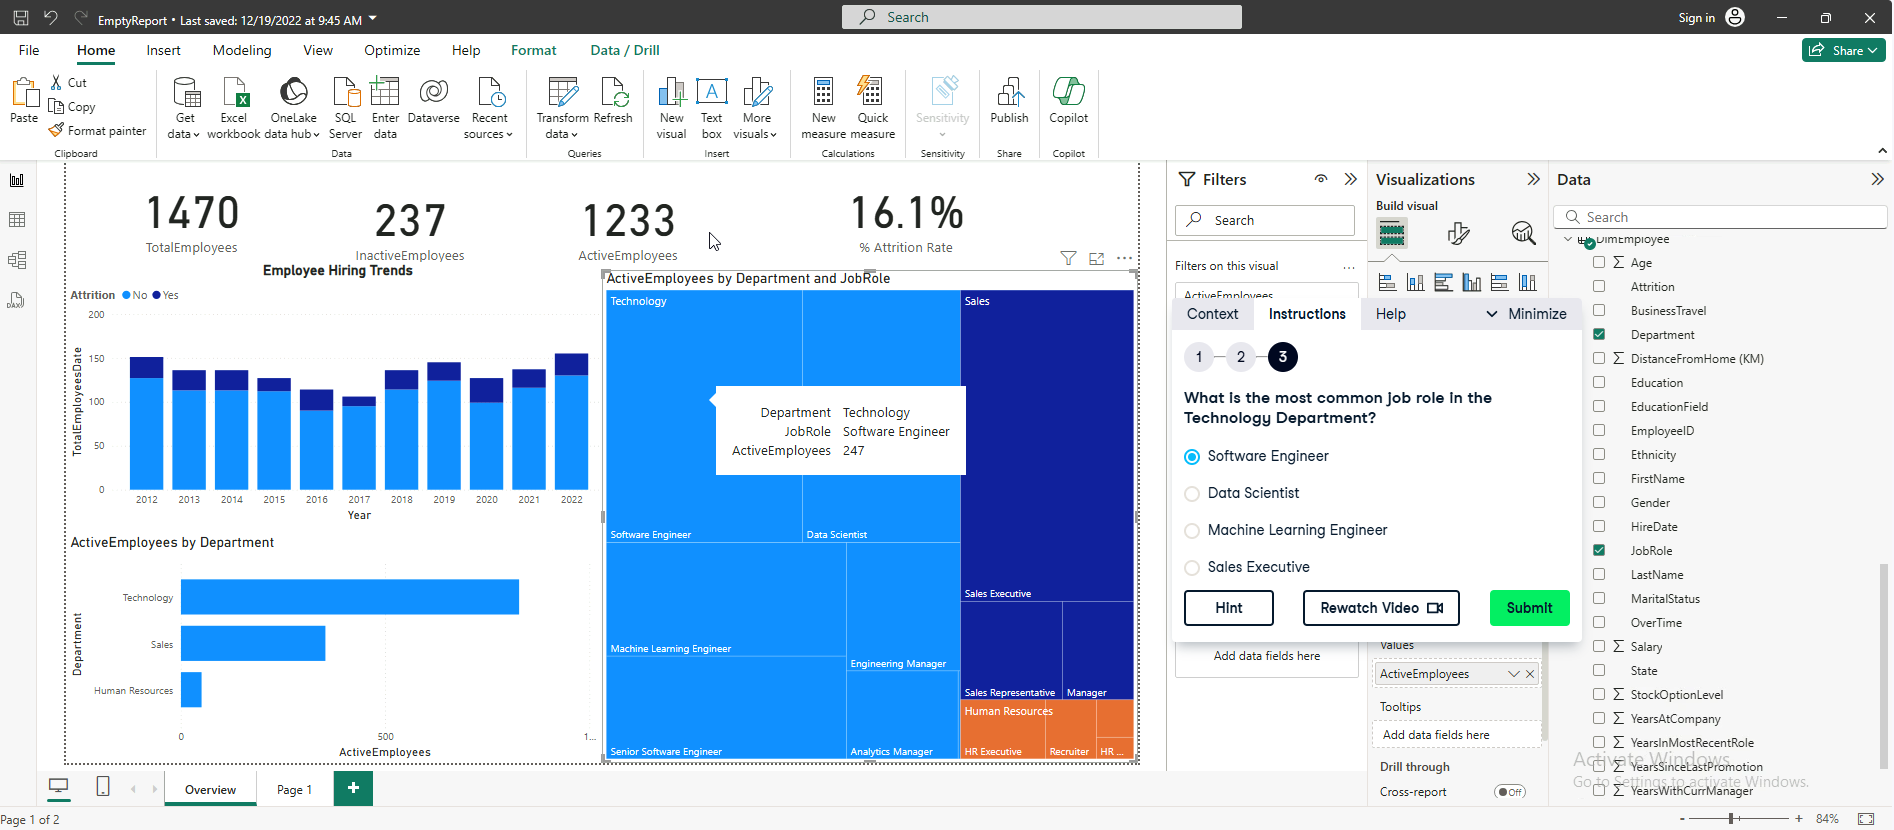 EmptyReport • Last saved: 12/19/2022 at 9:45 AM
Search
Sign in
File
Home
Insert
Modeling
View
Optimize
Help
Format
Data / Drill
Share
Paste
Cut
Copy
Format painter
Clipboard
Get data
Excel workbook
OneLake data hub
SQL Server
Enter data
Dataverse
Recent sources
Data
Transform data
Refresh
Queries
New visual
Text box
More visuals
Insert
New measure
Quick measure
Calculations
Sensitivity
Sensitivity
Publish
Share
Copilot
Copilot
1470
TotalEmployees
237
InactiveEmployees
1233
ActiveEmployees
16.1%
% Attrition Rate
Employee Hiring Trends
Attrition No Yes
TotalEmployeesDate
200
150
100
50
0
2012 2013 2014 2015 2016 2017 2018 2019 2020 2021 2022
Year
ActiveEmployees by Department
Department
Technology
Sales
Human Resources
0 500 1...
ActiveEmployees
ActiveEmployees by Department and JobRole
Technology
Sales
Department Technology
JobRole Software Engineer
ActiveEmployees 247
Software Engineer
Data Scientist
Sales Executive
Machine Learning Engineer
Engineering Manager
Sales Representative
Manager
Human Resources
Senior Software Engineer
Analytics Manager
HR Executive
Recruiter
HR ...
Filters
Search
Filters on this visual
...
ActiveEmployees
Context
Instructions
Help
Minimize
1
2
3
What is the most common job role in the
Technology Department?
Software Engineer
Data Scientist
Machine Learning Engineer
Sales Executive
Hint
Rewatch Video
Submit
Add data fields here
Visualizations
Build visual
Values
ActiveEmployees
Tooltips
Add data fields here
Drill through
Cross-report
Off
Data
Search
DimEmployee
Age
Attrition
BusinessTravel
Department
DistanceFromHome (KM)
Education
EducationField
EmployeeID
Ethnicity
FirstName
Gender
HireDate
JobRole
LastName
MaritalStatus
OverTime
Salary
State
StockOptionLevel
YearsAtCompany
YearsInMostRecentRole
YearsSinceLastPromotion
YearsWithCurrManager
Activate Windows
Go to Settings to activate Windows.
Overview
Page 1
+
Page 1 of 2
- + 84%